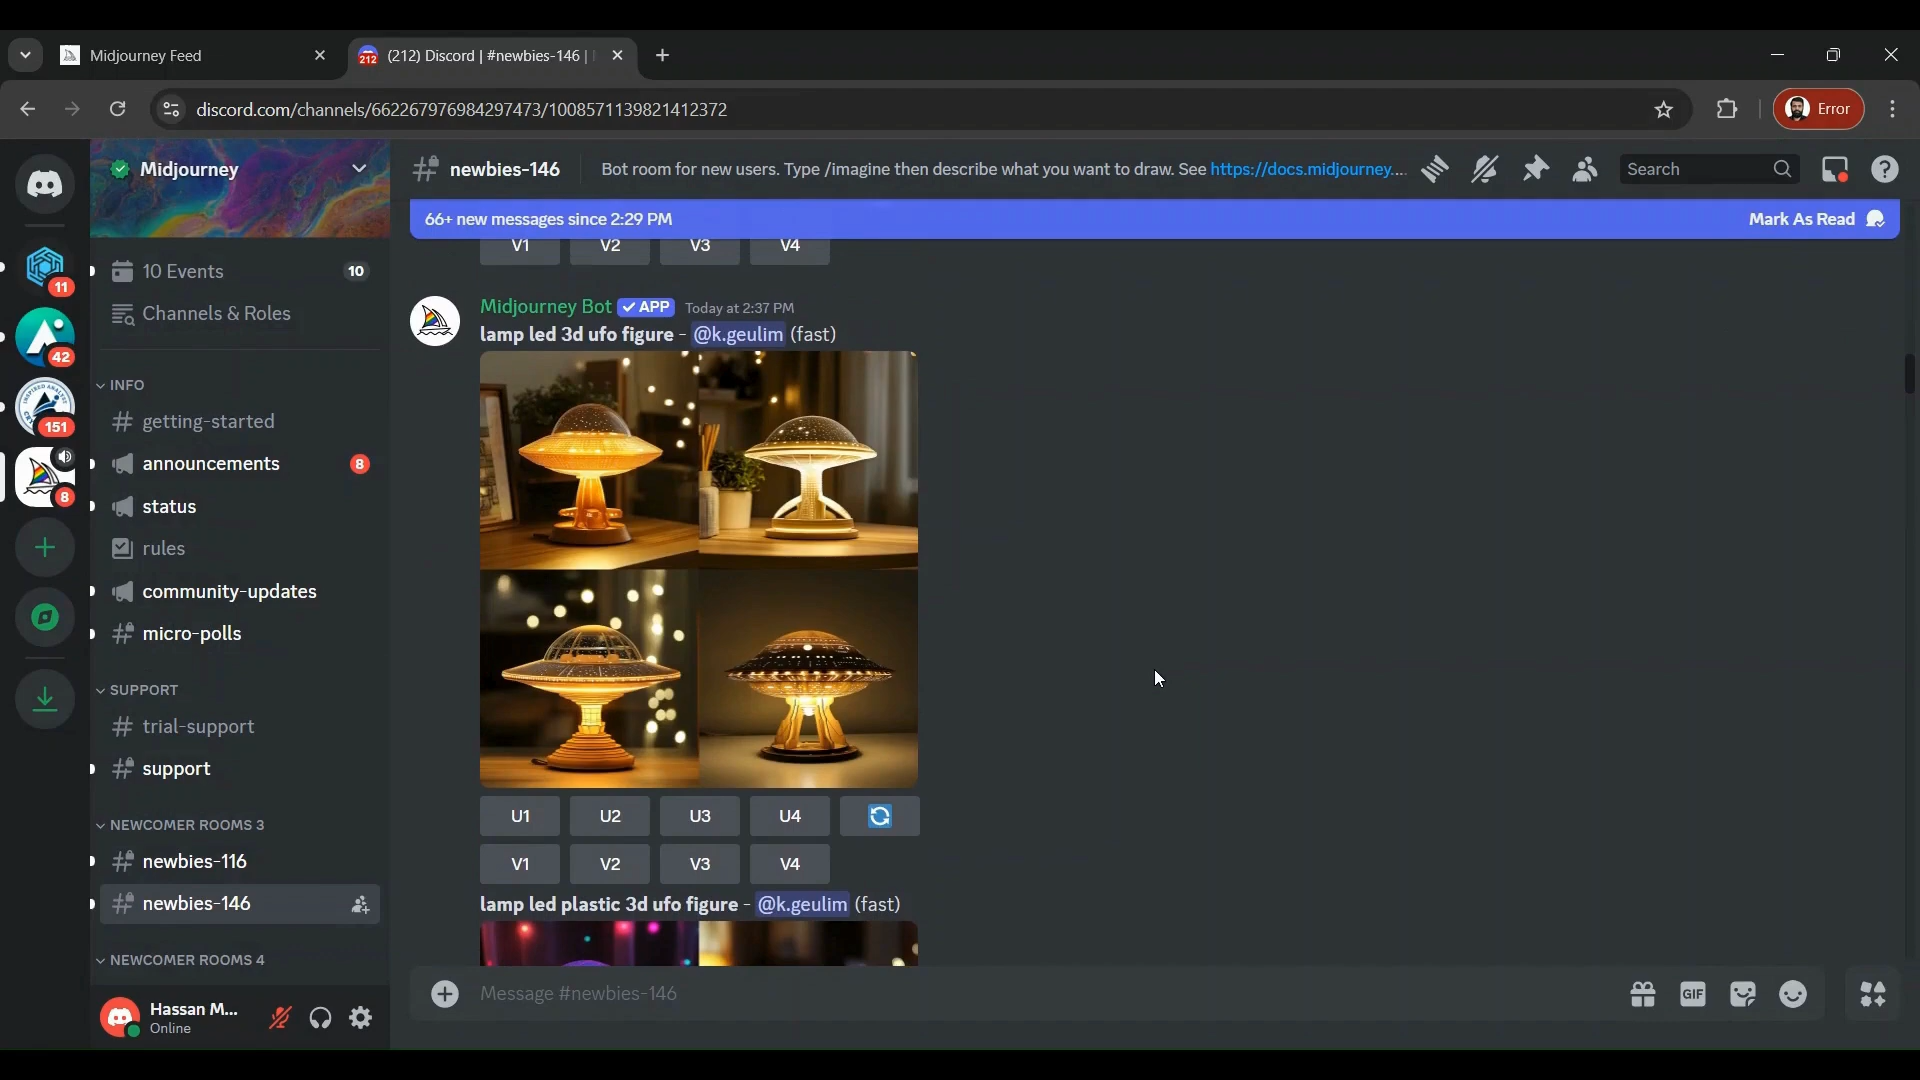 Midjourney Feed
212
(212) Discord | #newbies-146 |
discord.com/channels/662267976984297473/1008571139821412372
Error
Midjourney
newbies-146
Bot room for new users. Type /imagine then describe what you want to draw. See https://docs.midjourney....
Search
66+ new messages since 2:29 PM
Mark As Read
V1 V2 V3 V4
11
42
151
8
10 Events
10
Channels & Roles
INFO
getting-started
announcements
8
status
rules
community-updates
micro-polls
SUPPORT
trial-support
support
NEWCOMER ROOMS 3
newbies-116
newbies-146
NEWCOMER ROOMS 4
Hassan M...
Online
Midjourney Bot APP Today at 2:37 PM
lamp led 3d ufo figure - @k.geulim (fast)
U1 U2 U3 U4
V1 V2 V3 V4
lamp led plastic 3d ufo figure - @k.geulim (fast)
Message #newbies-146
GIF